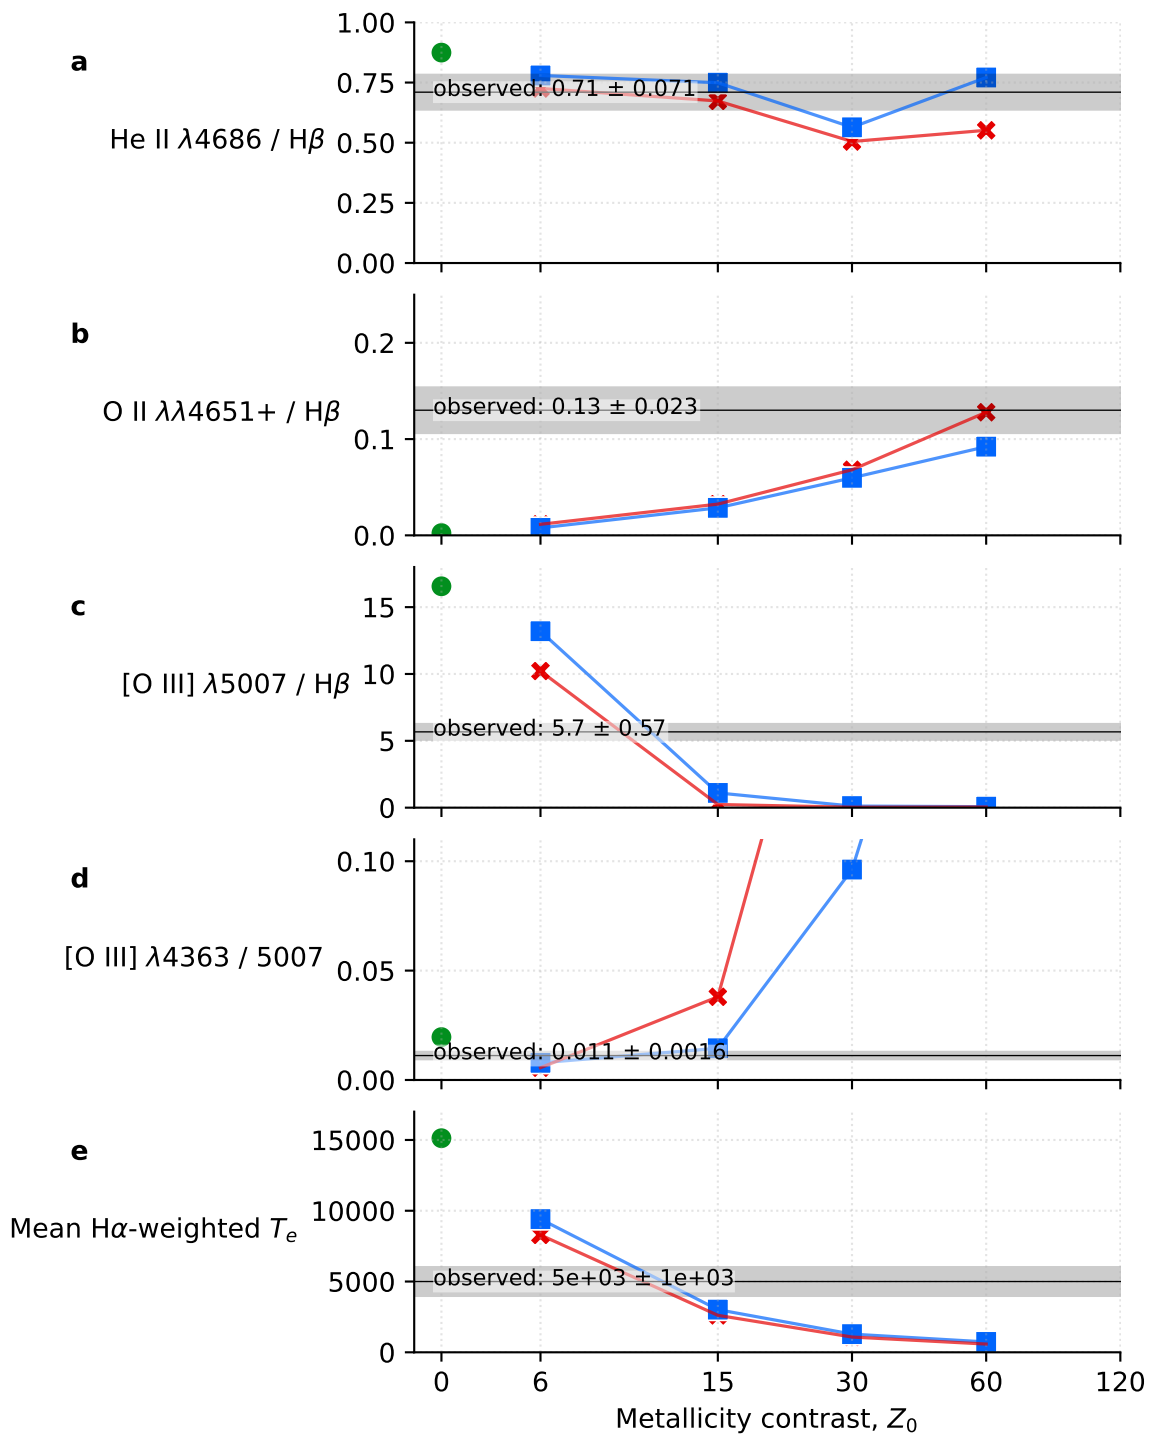 a
He II λ4686 / Hβ
1.00
0.75
0.50
0.25
0.00
observed: 0.71 ± 0.071
b
O II λλ4651+ / Hβ
0.2
0.1
0.0
observed: 0.13 ± 0.023
c
[O III] λ5007 / Hβ
15
10
5
0
observed: 5.7 ± 0.57
d
[O III] λ4363 / 5007
0.10
0.05
0.00
observed: 0.011 ± 0.0016
e
Mean Hα-weighted Te
15000
10000
5000
0
observed: 5e+03 ± 1e+03
0 6 15 30 60 120
Metallicity contrast, Z0